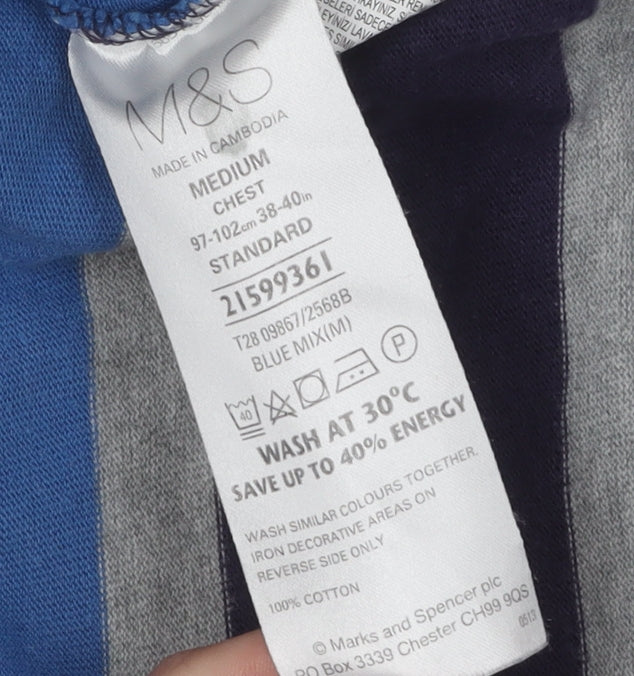 M&S
MADE IN CAMBODIA
MEDIUM
CHEST
97-102cm 38-40in
STANDARD
21599361
T28 09867/2568B
BLUE MIX(M)
40
P
WASH AT 30°C
SAVE UP TO 40% ENERGY
WASH SIMILAR COLOURS TOGETHER.
IRON DECORATIVE AREAS ON
REVERSE SIDE ONLY
100% COTTON
© Marks and Spencer plc
PO Box 3339 Chester CH99 9QS
0513